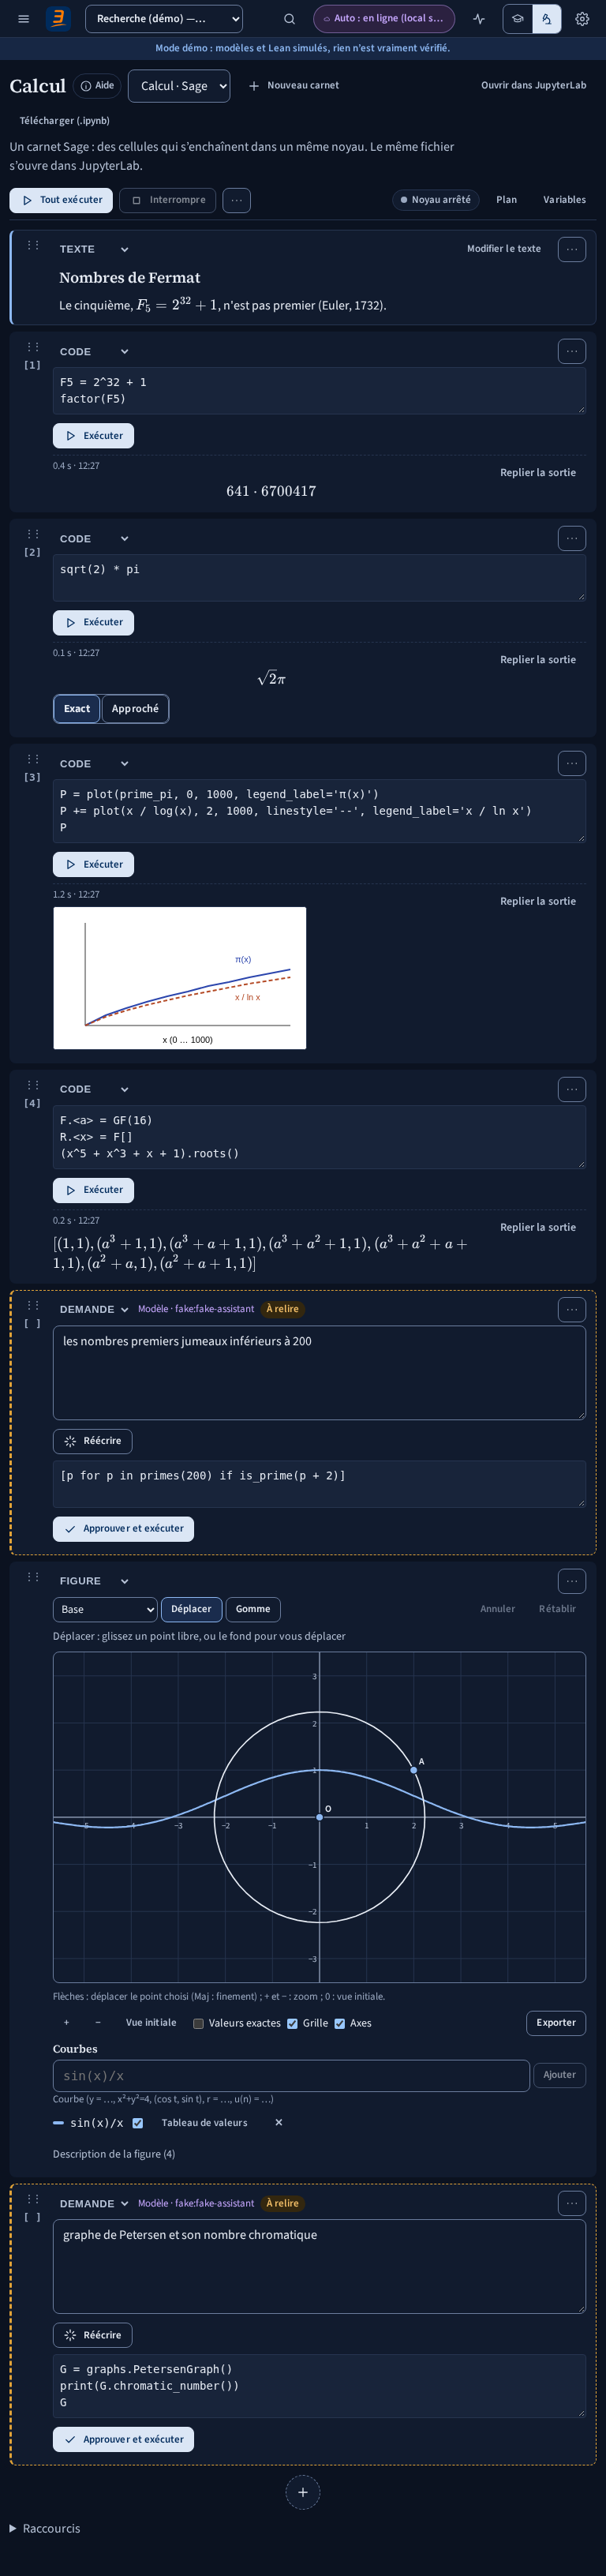 Recherche (démo) —…
Auto : en ligne (local s…
Mode démo : modèles et Lean simulés, rien n'est vraiment vérifié.
Calcul
Aide
Calcul · Sage
Nouveau carnet
Ouvrir dans JupyterLab
Télécharger (.ipynb)
Un carnet Sage : des cellules qui s'enchaînent dans un même noyau. Le même fichier
s'ouvre dans JupyterLab.
Tout exécuter
Interrompre
...
Noyau arrêté
Plan
Variables
TEXTE
Modifier le texte
...
Nombres de Fermat
Le cinquième, F₅ = 2³² + 1, n'est pas premier (Euler, 1732).
[1]
CODE
...
F5 = 2^32 + 1
factor(F5)
Exécuter
0.4 s · 12:27
Replier la sortie
641 · 6700417
[2]
CODE
...
sqrt(2) * pi
Exécuter
0.1 s · 12:27
Replier la sortie
√2π
Exact
Approché
[3]
CODE
...
P = plot(prime_pi, 0, 1000, legend_label='π(x)')
P += plot(x / log(x), 2, 1000, linestyle='--', legend_label='x / ln x')
P
Exécuter
1.2 s · 12:27
Replier la sortie
π(x)
x / ln x
x (0 … 1000)
[4]
CODE
...
F.<a> = GF(16)
R.<x> = F[]
(x^5 + x^3 + x + 1).roots()
Exécuter
0.2 s · 12:27
Replier la sortie
[(1, 1), (a³ + 1, 1), (a³ + a + 1, 1), (a³ + a² + 1, 1), (a³ + a² + a +
1, 1), (a² + a, 1), (a² + a + 1, 1)]
[ ]
DEMANDE
Modèle · fake:fake-assistant
À relire
...
les nombres premiers jumeaux inférieurs à 200
Réécrire
[p for p in primes(200) if is_prime(p + 2)]
Approuver et exécuter
FIGURE
...
Base
Déplacer
Gomme
Annuler
Rétablir
Déplacer : glissez un point libre, ou le fond pour vous déplacer
3
2
A
1
O
−5 −4 −3 −2 −1 1 2 3 4 5
−1
−2
−3
Flèches : déplacer le point choisi (Maj : finement) ; + et − : zoom ; 0 : vue initiale.
+
−
Vue initiale
Valeurs exactes
Grille
Axes
Exporter
Courbes
sin(x)/x
Ajouter
Courbe (y = …, x²+y²=4, (cos t, sin t), r = …, u(n) = …)
sin(x)/x
Tableau de valeurs
×
Description de la figure (4)
[ ]
DEMANDE
Modèle · fake:fake-assistant
À relire
...
graphe de Petersen et son nombre chromatique
Réécrire
G = graphs.PetersenGraph()
print(G.chromatic_number())
G
Approuver et exécuter
+
Raccourcis